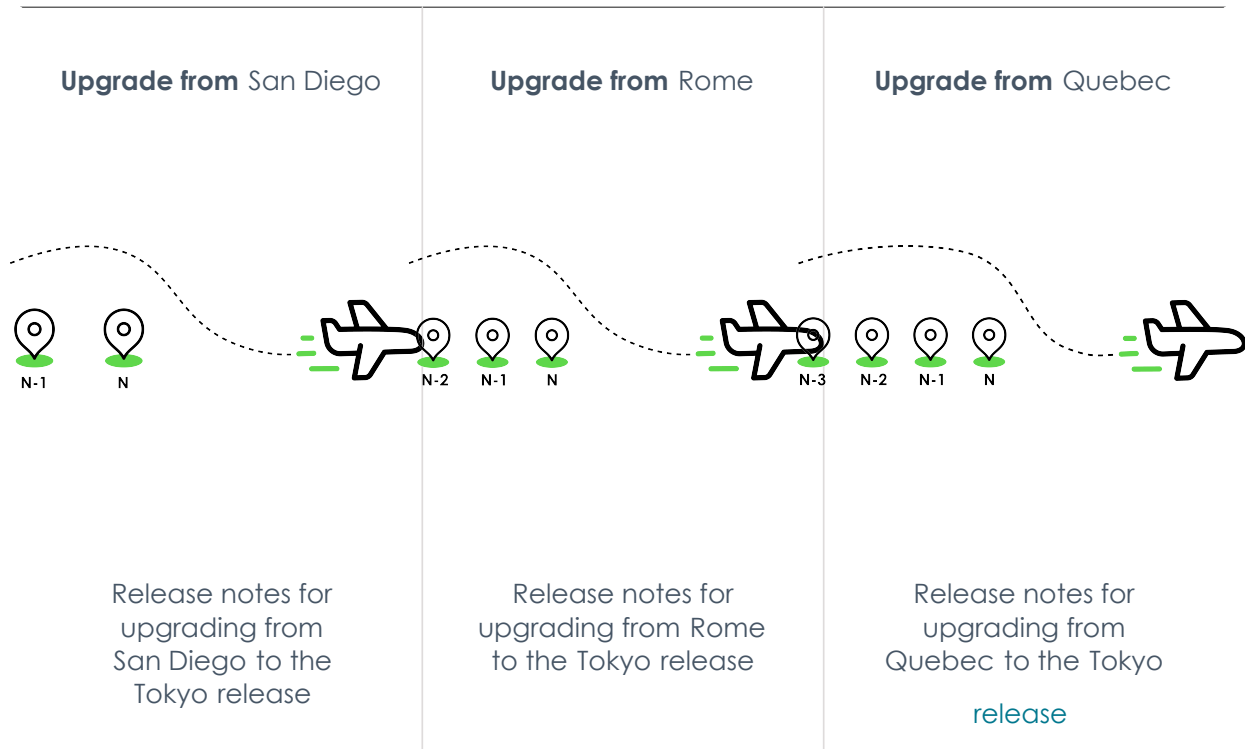 Upgrade from San Diego
Upgrade from Rome
Upgrade from Quebec
N-1
N
N-2
N-1
N
N-3
N-2
N-1
N
Release notes for
upgrading from
San Diego to the
Tokyo release
Release notes for
upgrading from Rome
to the Tokyo release
Release notes for
upgrading from
Quebec to the Tokyo
release